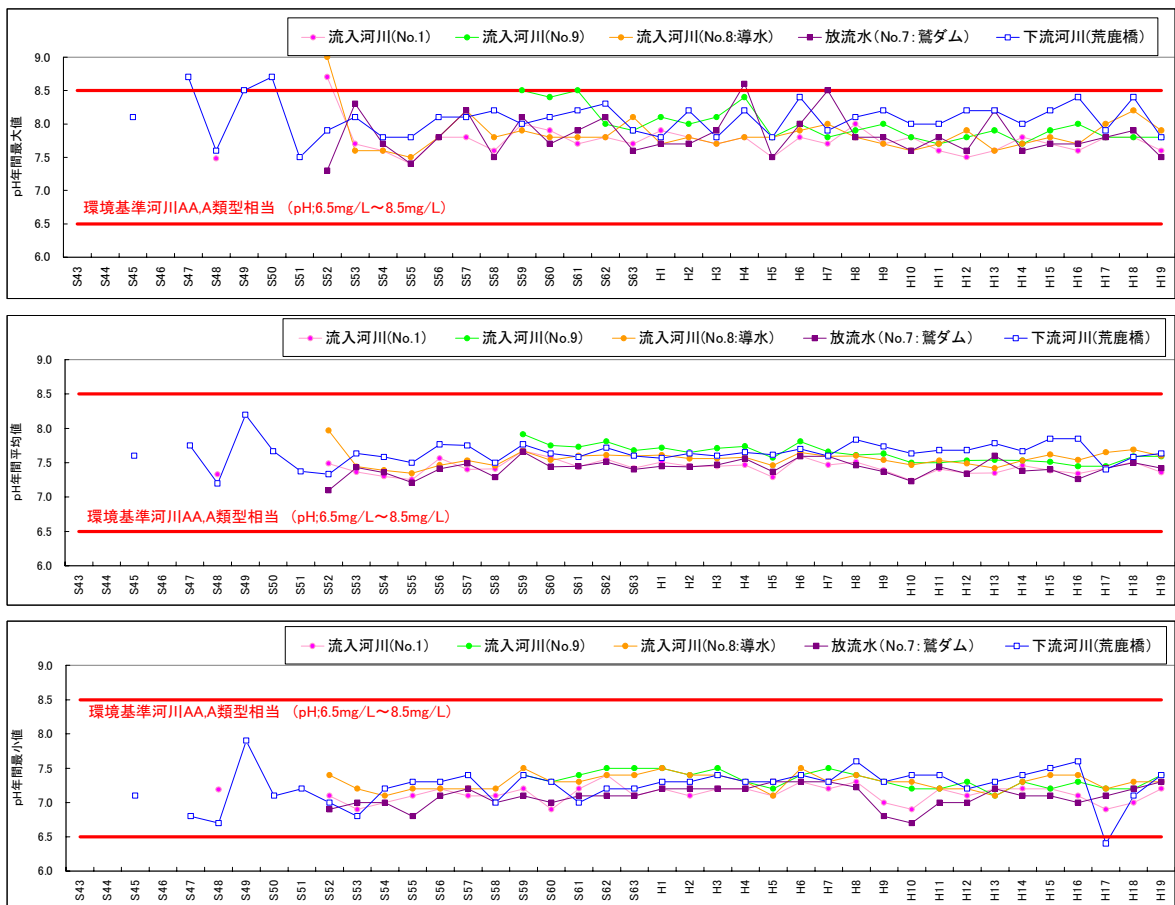 流入河川(No.1) 流入河川(No.9) 流入河川(No.8:導水) 放流水(No.7:鷲ダム) 下流河川(荒鹿橋)
pH年間最大値
9.0
8.5
8.0
7.5
7.0
6.5
6.0
環境基準河川AA,A類型相当 (pH;6.5mg/L～8.5mg/L)
S43 S44 S45 S46 S47 S48 S49 S50 S51 S52 S53 S54 S55 S56 S57 S58 S59 S60 S61 S62 S63 H1 H2 H3 H4 H5 H6 H7 H8 H9 H10 H11 H12 H13 H14 H15 H16 H17 H18 H19
流入河川(No.1) 流入河川(No.9) 流入河川(No.8:導水) 放流水(No.7:鷲ダム) 下流河川(荒鹿橋)
pH年間平均値
9.0
8.5
8.0
7.5
7.0
6.5
6.0
環境基準河川AA,A類型相当 (pH;6.5mg/L～8.5mg/L)
S43 S44 S45 S46 S47 S48 S49 S50 S51 S52 S53 S54 S55 S56 S57 S58 S59 S60 S61 S62 S63 H1 H2 H3 H4 H5 H6 H7 H8 H9 H10 H11 H12 H13 H14 H15 H16 H17 H18 H19
流入河川(No.1) 流入河川(No.9) 流入河川(No.8:導水) 放流水(No.7:鷲ダム) 下流河川(荒鹿橋)
pH年間最小値
9.0
8.5
8.0
7.5
7.0
6.5
6.0
環境基準河川AA,A類型相当 (pH;6.5mg/L～8.5mg/L)
S43 S44 S45 S46 S47 S48 S49 S50 S51 S52 S53 S54 S55 S56 S57 S58 S59 S60 S61 S62 S63 H1 H2 H3 H4 H5 H6 H7 H8 H9 H10 H11 H12 H13 H14 H15 H16 H17 H18 H19